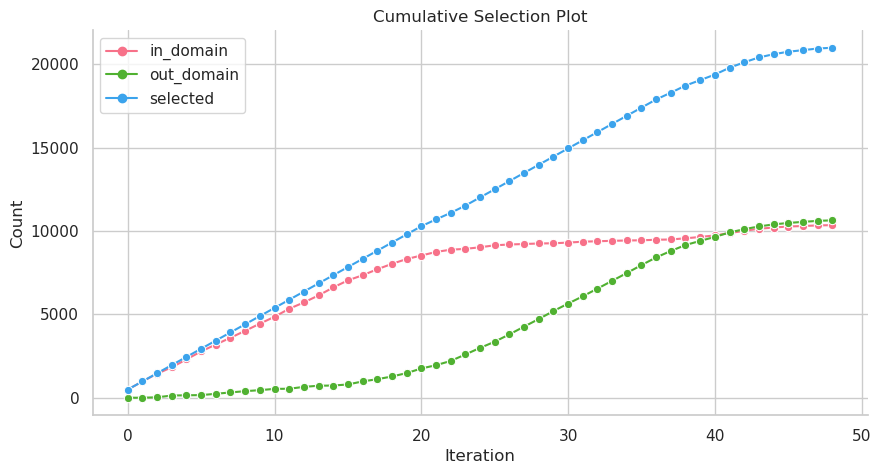 Cumulative Selection Plot
in_domain
out_domain
selected
Count
20000
15000
10000
5000
0
0 10 20 30 40 50
Iteration